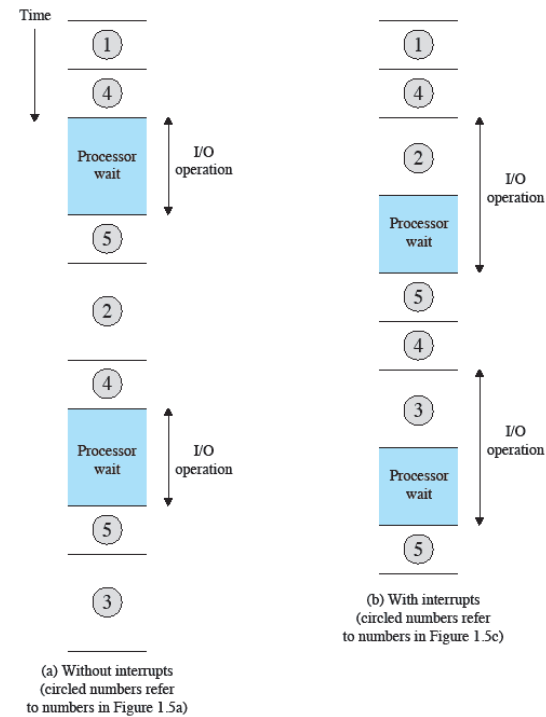 Time
1
4
Processor
wait
I/O
operation
5
2
4
Processor
wait
I/O
operation
5
3
(a) Without interrupts
(circled numbers refer
to numbers in Figure 1.5a)
1
4
2
I/O
operation
Processor
wait
5
4
3
I/O
operation
Processor
wait
5
(b) With interrupts
(circled numbers refer
to numbers in Figure 1.5c)